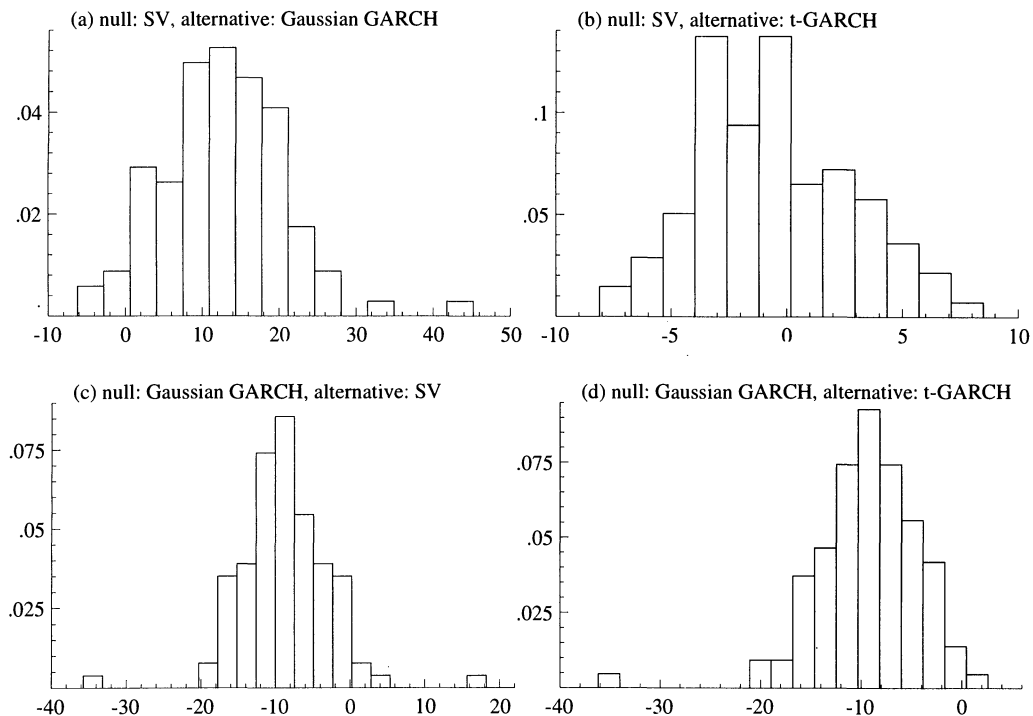 (a) null: SV, alternative: Gaussian GARCH
.04
.02
-10 0 10 20 30 40 50
(b) null: SV, alternative: t-GARCH
.1
.05
-10 -5 0 5 10
(c) null: Gaussian GARCH, alternative: SV
.075
.05
.025
-40 -30 -20 -10 0 10 20
(d) null: Gaussian GARCH, alternative: t-GARCH
.075
.05
.025
-40 -30 -20 -10 0